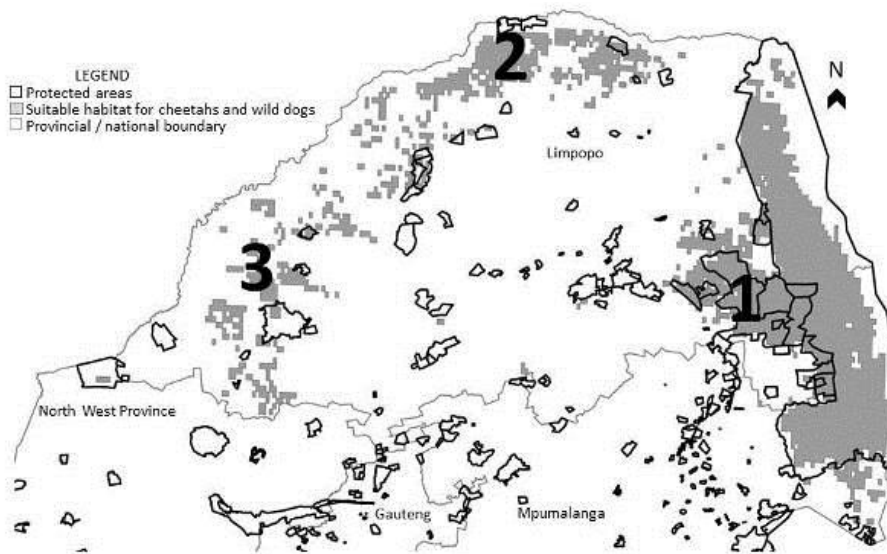 2
LEGEND
Protected areas
Suitable habitat for cheetahs and wild dogs
Provincial / national boundary
N
Limpopo
3
1
North West Province
Gauteng
Mpumalanga